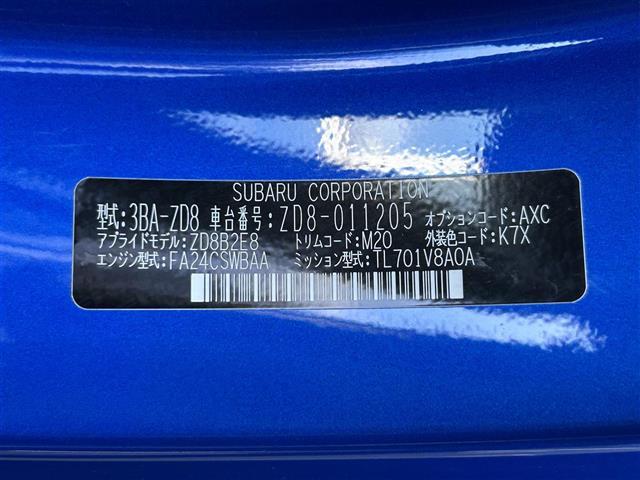 SUBARU CORPORATION
型式:3BA-ZD8 車台番号:ZD8-011205 オプションコード:AXC
アプライドモデル:ZD8B2E8 トリムコード:M20 外装色コード:K7X
エンジン型式:FA24CSWBAA ミッション型式:TL701V8A0A